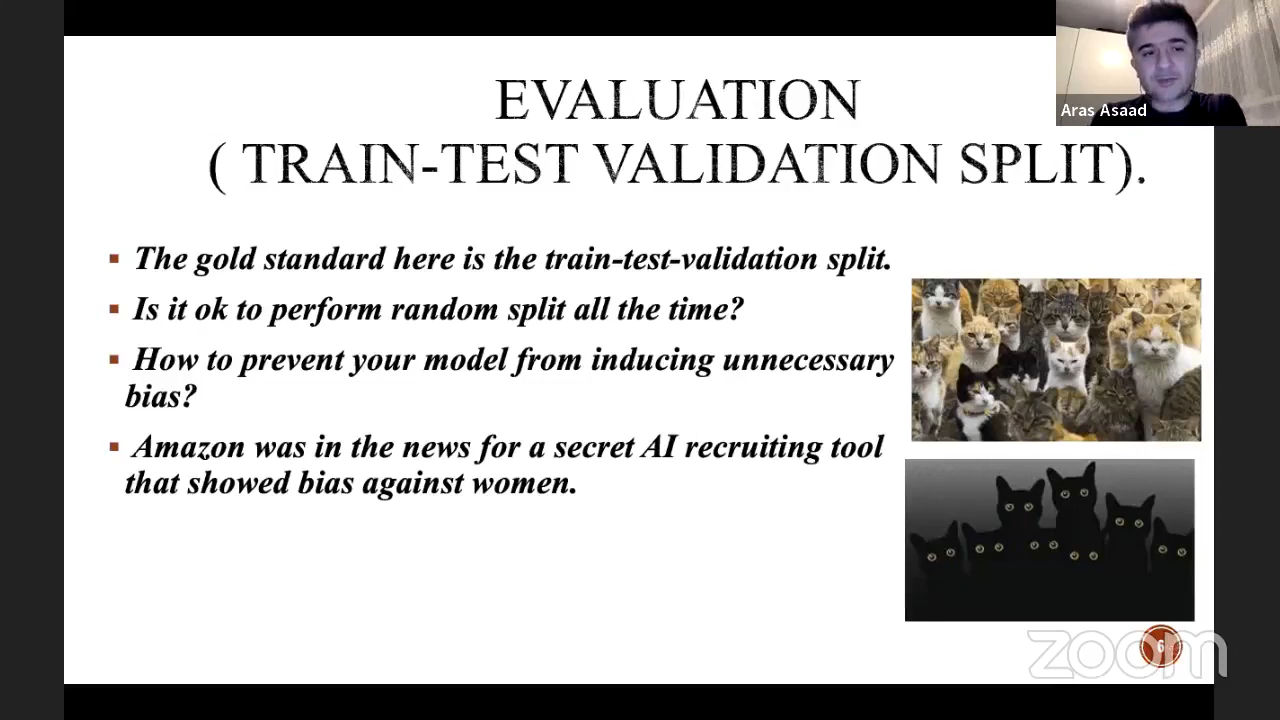 EVALUATION
( TRAIN-TEST VALIDATION SPLIT).
Aras Asaad
The gold standard here is the train-test-validation split.
Is it ok to perform random split all the time?
How to prevent your model from inducing unnecessary
bias?
Amazon was in the news for a secret AI recruiting tool
that showed bias against women.
6
zoom